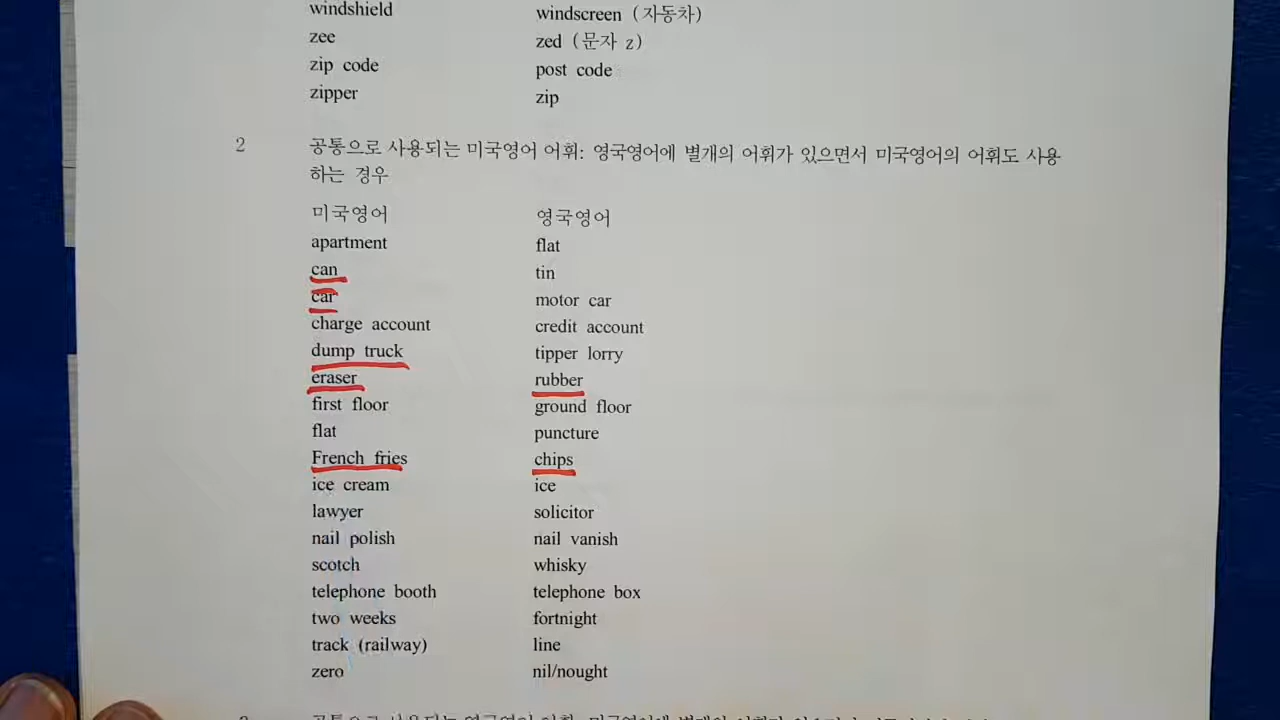 windshield windscreen (자동차)
zee zed (문자 z)
zip code post code
zipper zip
2 공통으로 사용되는 미국영어 어휘: 영국영어에 별개의 어휘가 있으면서 미국영어의 어휘도 사용
하는 경우
미국영어 영국영어
apartment flat
can tin
car motor car
charge account credit account
dump truck tipper lorry
eraser rubber
first floor ground floor
flat puncture
French fries chips
ice cream ice
lawyer solicitor
nail polish nail vanish
scotch whisky
telephone booth telephone box
two weeks fortnight
track (railway) line
zero nil/nought